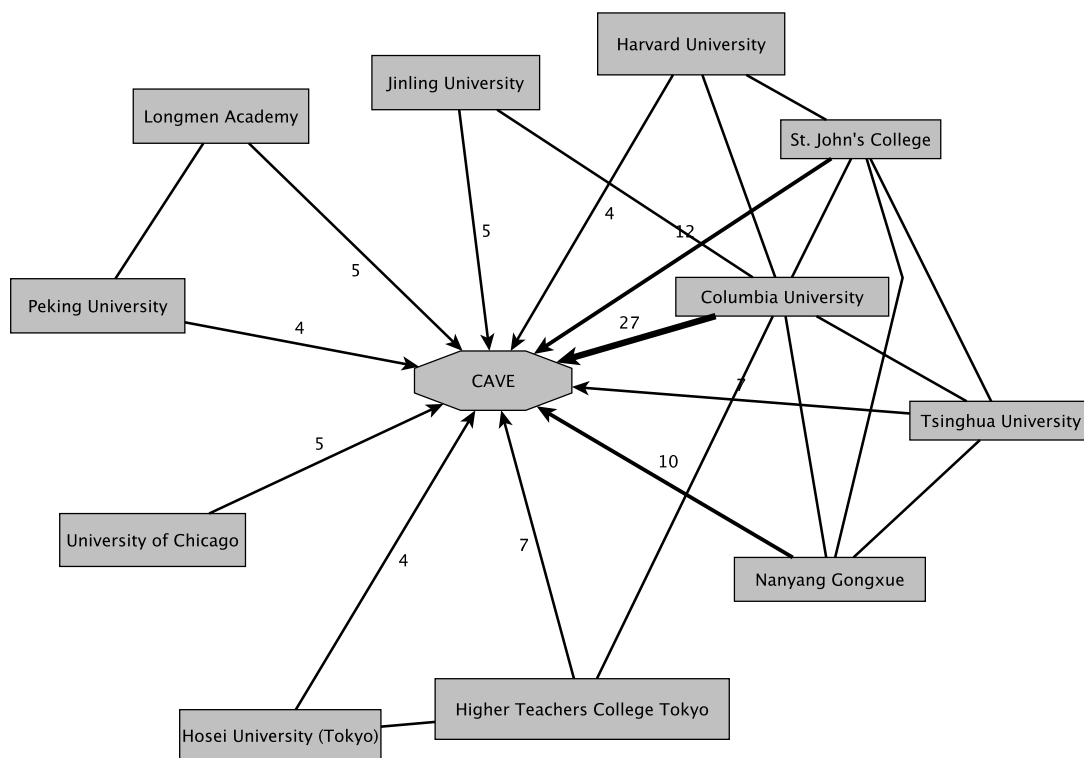 Harvard University
Jinling University
Longmen Academy
St. John's College
4
12
5
5
Peking University
Columbia University
4
27
CAVE
7
Tsinghua University
5
10
University of Chicago
7
4
Nanyang Gongxue
Higher Teachers College Tokyo
Hosei University (Tokyo)